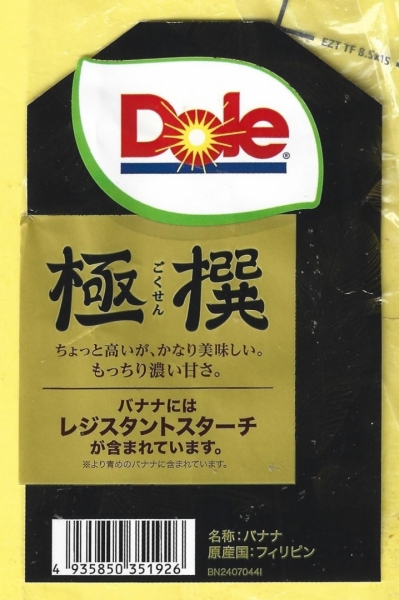 EZT TF 8.5x15
Dole®
極撰
ごくせん
ちょっと高いが、かなり美味しい。
もっちり濃い甘さ。
バナナには
レジスタントスターチ
が含まれています。
※より青めのバナナに含まれています。
名称:バナナ
原産国:フィリピン
BN2407044I
4 935850 351926